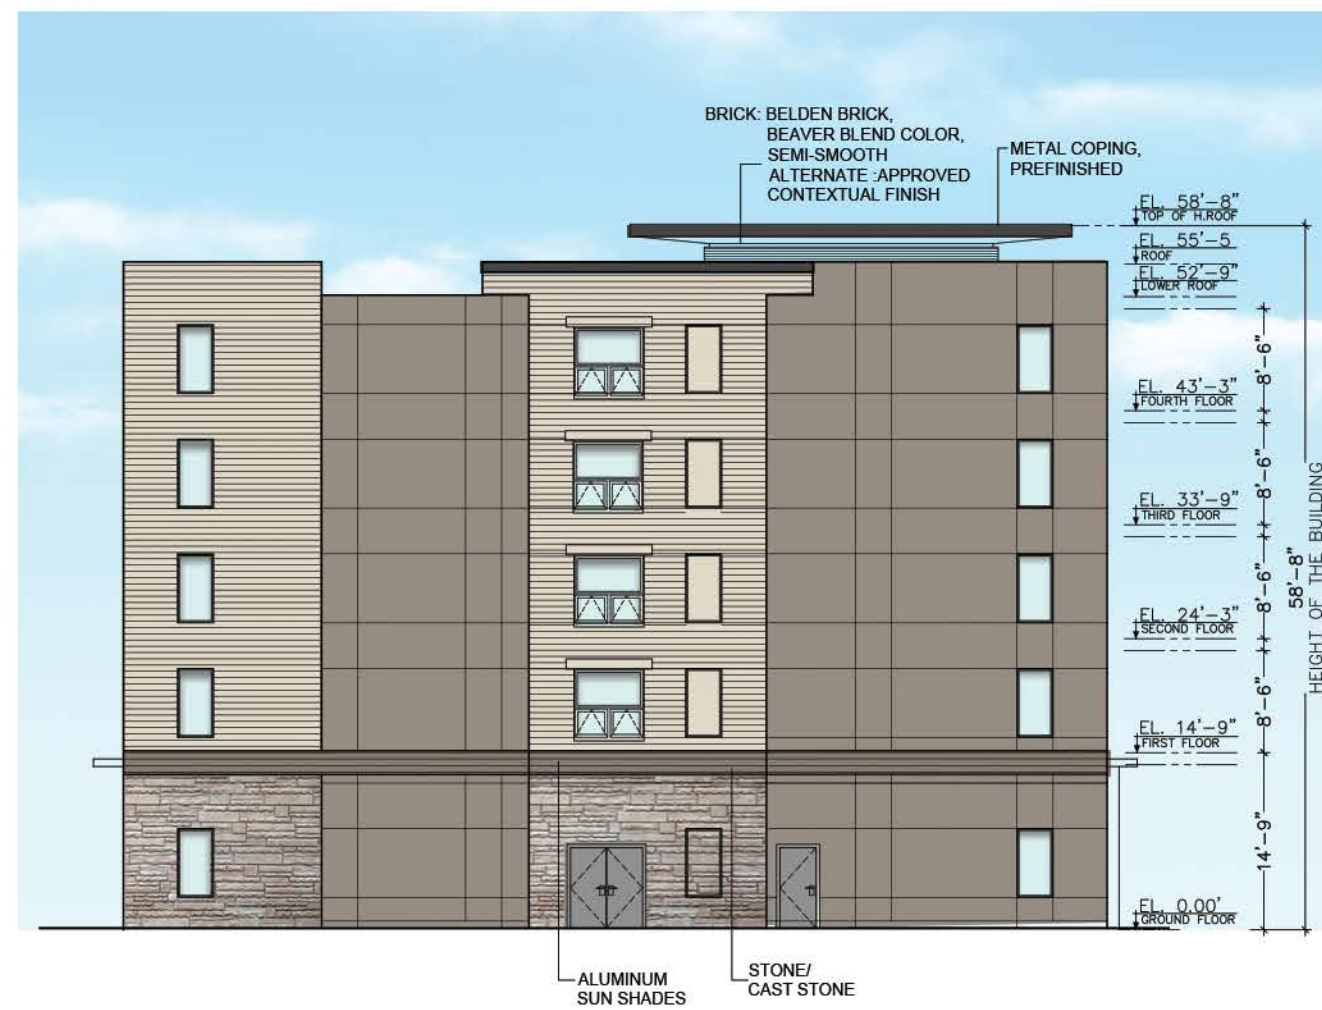 BRICK: BELDEN BRICK,
BEAVER BLEND COLOR,
SEMI-SMOOTH
ALTERNATE :APPROVED
CONTEXTUAL FINISH
METAL COPING,
PREFINISHED
EL. 58'-8"
TOP OF H.ROOF
EL. 55'-5
ROOF
EL. 52'-9"
LOWER ROOF
8'-6"
EL. 43'-3"
FOURTH FLOOR
8'-6"
EL. 33'-9"
THIRD FLOOR
8'-6"
EL. 24'-3"
SECOND FLOOR
8'-6"
EL. 14'-9"
FIRST FLOOR
14'-9"
EL. 0.00'
GROUND FLOOR
58'-8"
HEIGHT OF THE BUILDING
ALUMINUM
SUN SHADES
STONE/
CAST STONE